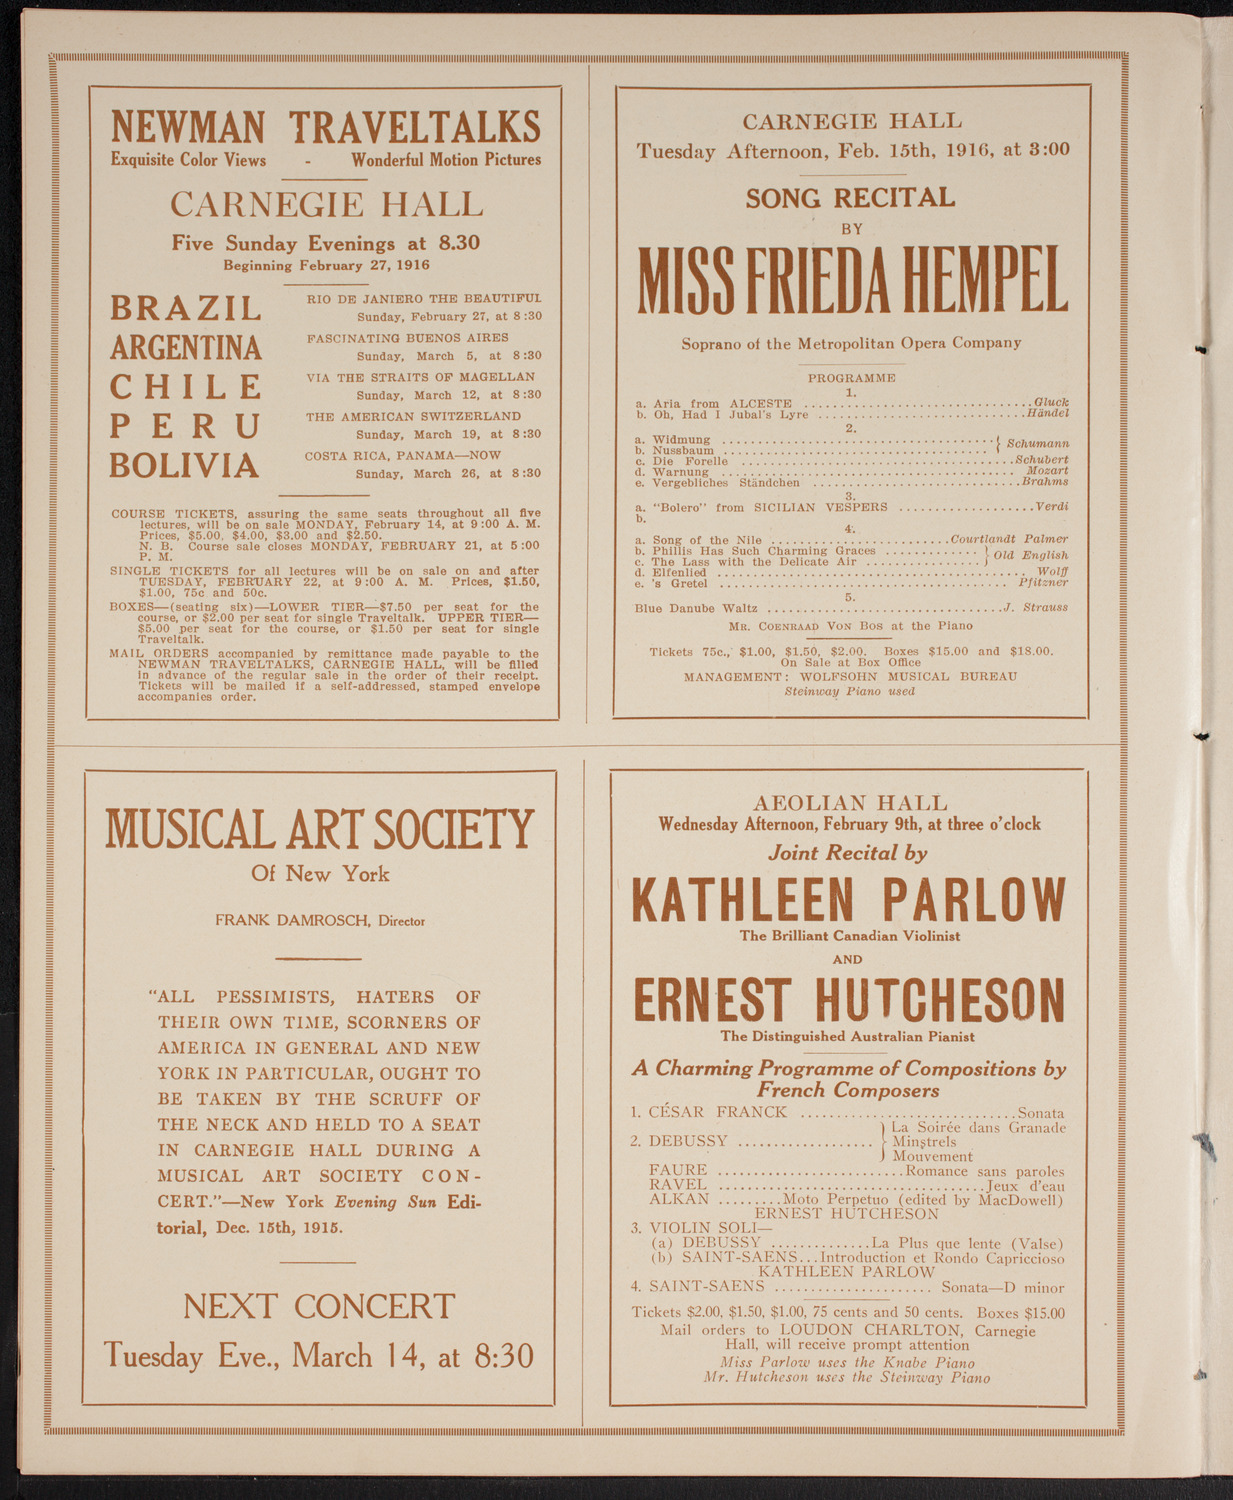 NEWMAN TRAVELTALKS
Exquisite Color Views - Wonderful Motion Pictures
CARNEGIE HALL
Five Sunday Evenings at 8.30
Beginning February 27, 1916
BRAZIL
RIO DE JANIERO THE BEAUTIFUL
Sunday, February 27, at 8:30
ARGENTINA
FASCINATING BUENOS AIRES
Sunday, March 5, at 8:30
CHILE
VIA THE STRAITS OF MAGELLAN
Sunday, March 12, at 8:30
PERU
THE AMERICAN SWITZERLAND
Sunday, March 19, at 8:30
BOLIVIA
COSTA RICA, PANAMA—NOW
Sunday, March 26, at 8:30
COURSE TICKETS, assuring the same seats throughout all five
lectures, will be on sale MONDAY, February 14, at 9:00 A. M.
Prices, $5.00, $4.00, $3.00 and $2.50.
N. B. Course sale closes MONDAY, FEBRUARY 21, at 5:00
P. M.
SINGLE TICKETS for all lectures will be on sale on and after
TUESDAY, FEBRUARY 22, at 9:00 A. M. Prices, $1.50,
$1.00, 75c and 50c.
BOXES—(seating six)—LOWER TIER—$7.50 per seat for the
course, or $2.00 per seat for single Traveltalk. UPPER TIER—
$5.00 per seat for the course, or $1.50 per seat for single
Traveltalk.
MAIL ORDERS accompanied by remittance made payable to the
NEWMAN TRAVELTALKS, CARNEGIE HALL, will be filled
in advance of the regular sale in the order of their receipt.
Tickets will be mailed if a self-addressed, stamped envelope
accompanies order.
CARNEGIE HALL
Tuesday Afternoon, Feb. 15th, 1916, at 3:00
SONG RECITAL
BY
MISS FRIEDA HEMPEL
Soprano of the Metropolitan Opera Company
PROGRAMME
1.
a. Aria from ALCESTE ................................Gluck
b. Oh, Had I Jubal's Lyre .............................Händel
2.
a. Widmung ......................................
b. Nussbaum ..................................... } Schumann
c. Die Forelle ......................................Schubert
d. Warnung ......................................... Mozart
e. Vergebliches Ständchen .............................Brahms
3.
a. "Bolero" from SICILIAN VESPERS ...................Verdi
b.
4.
a. Song of the Nile .........................Courtlandt Palmer
b. Phillis Has Such Charming Graces .............
c. The Lass with the Delicate Air ................ } Old English
d. Elfenlied ........................................... Wolff
e. 's Gretel ......................................... Pfitzner
5.
Blue Danube Waltz .................................J. Strauss
MR. COENRAAD VON BOS at the Piano
Tickets 75c., $1.00, $1.50, $2.00. Boxes $15.00 and $18.00.
On Sale at Box Office
MANAGEMENT: WOLFSOHN MUSICAL BUREAU
Steinway Piano used
MUSICAL ART SOCIETY
Of New York
FRANK DAMROSCH, Director
"ALL PESSIMISTS, HATERS OF
THEIR OWN TIME, SCORNERS OF
AMERICA IN GENERAL AND NEW
YORK IN PARTICULAR, OUGHT TO
BE TAKEN BY THE SCRUFF OF
THE NECK AND HELD TO A SEAT
IN CARNEGIE HALL DURING A
MUSICAL ART SOCIETY CON-
CERT."—New York Evening Sun Edi-
torial, Dec. 15th, 1915.
NEXT CONCERT
Tuesday Eve., March 14, at 8:30
AEOLIAN HALL
Wednesday Afternoon, February 9th, at three o'clock
Joint Recital by
KATHLEEN PARLOW
The Brilliant Canadian Violinist
AND
ERNEST HUTCHESON
The Distinguished Australian Pianist
A Charming Programme of Compositions by
French Composers
1. CÉSAR FRANCK .............................Sonata
2. DEBUSSY ................... { La Soirée dans Granade
Minstrels
Mouvement
FAURE ..........................Romance sans paroles
RAVEL .....................................Jeux d'eau
ALKAN .........Moto Perpetuo (edited by MacDowell)
ERNEST HUTCHESON
3. VIOLIN SOLI—
(a) DEBUSSY ..............La Plus que lente (Valse)
(b) SAINT-SAENS...Introduction et Rondo Capriccioso
KATHLEEN PARLOW
4. SAINT-SAENS ...................... Sonata—D minor
Tickets $2.00, $1.50, $1.00, 75 cents and 50 cents. Boxes $15.00
Mail orders to LOUDON CHARLTON, Carnegie
Hall, will receive prompt attention
Miss Parlow uses the Knabe Piano
Mr. Hutcheson uses the Steinway Piano